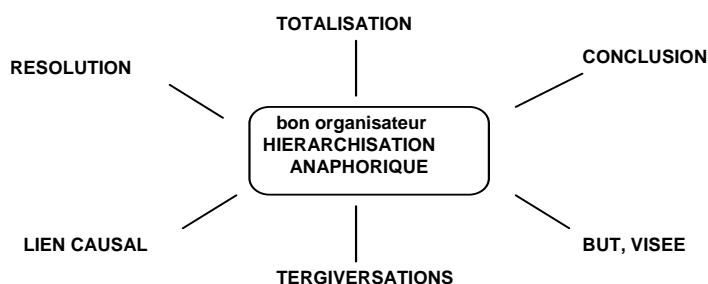 TOTALISATION
RESOLUTION
CONCLUSION
bon organisateur
HIERARCHISATION
ANAPHORIQUE
LIEN CAUSAL
BUT, VISEE
TERGIVERSATIONS